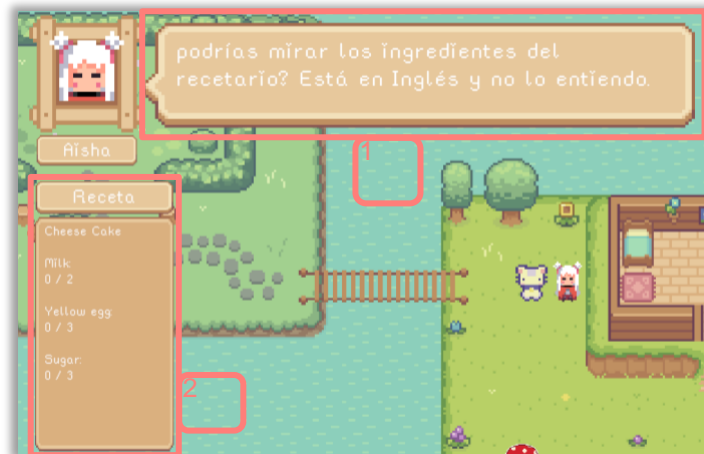 podrías mirar los ingredientes del
recetario? Está en Inglés y no lo entiendo.
1
Aisha
Receta
Cheese Cake
Milk:
0 / 2
Yellow egg
0 / 3
Sugar:
0 / 3
2